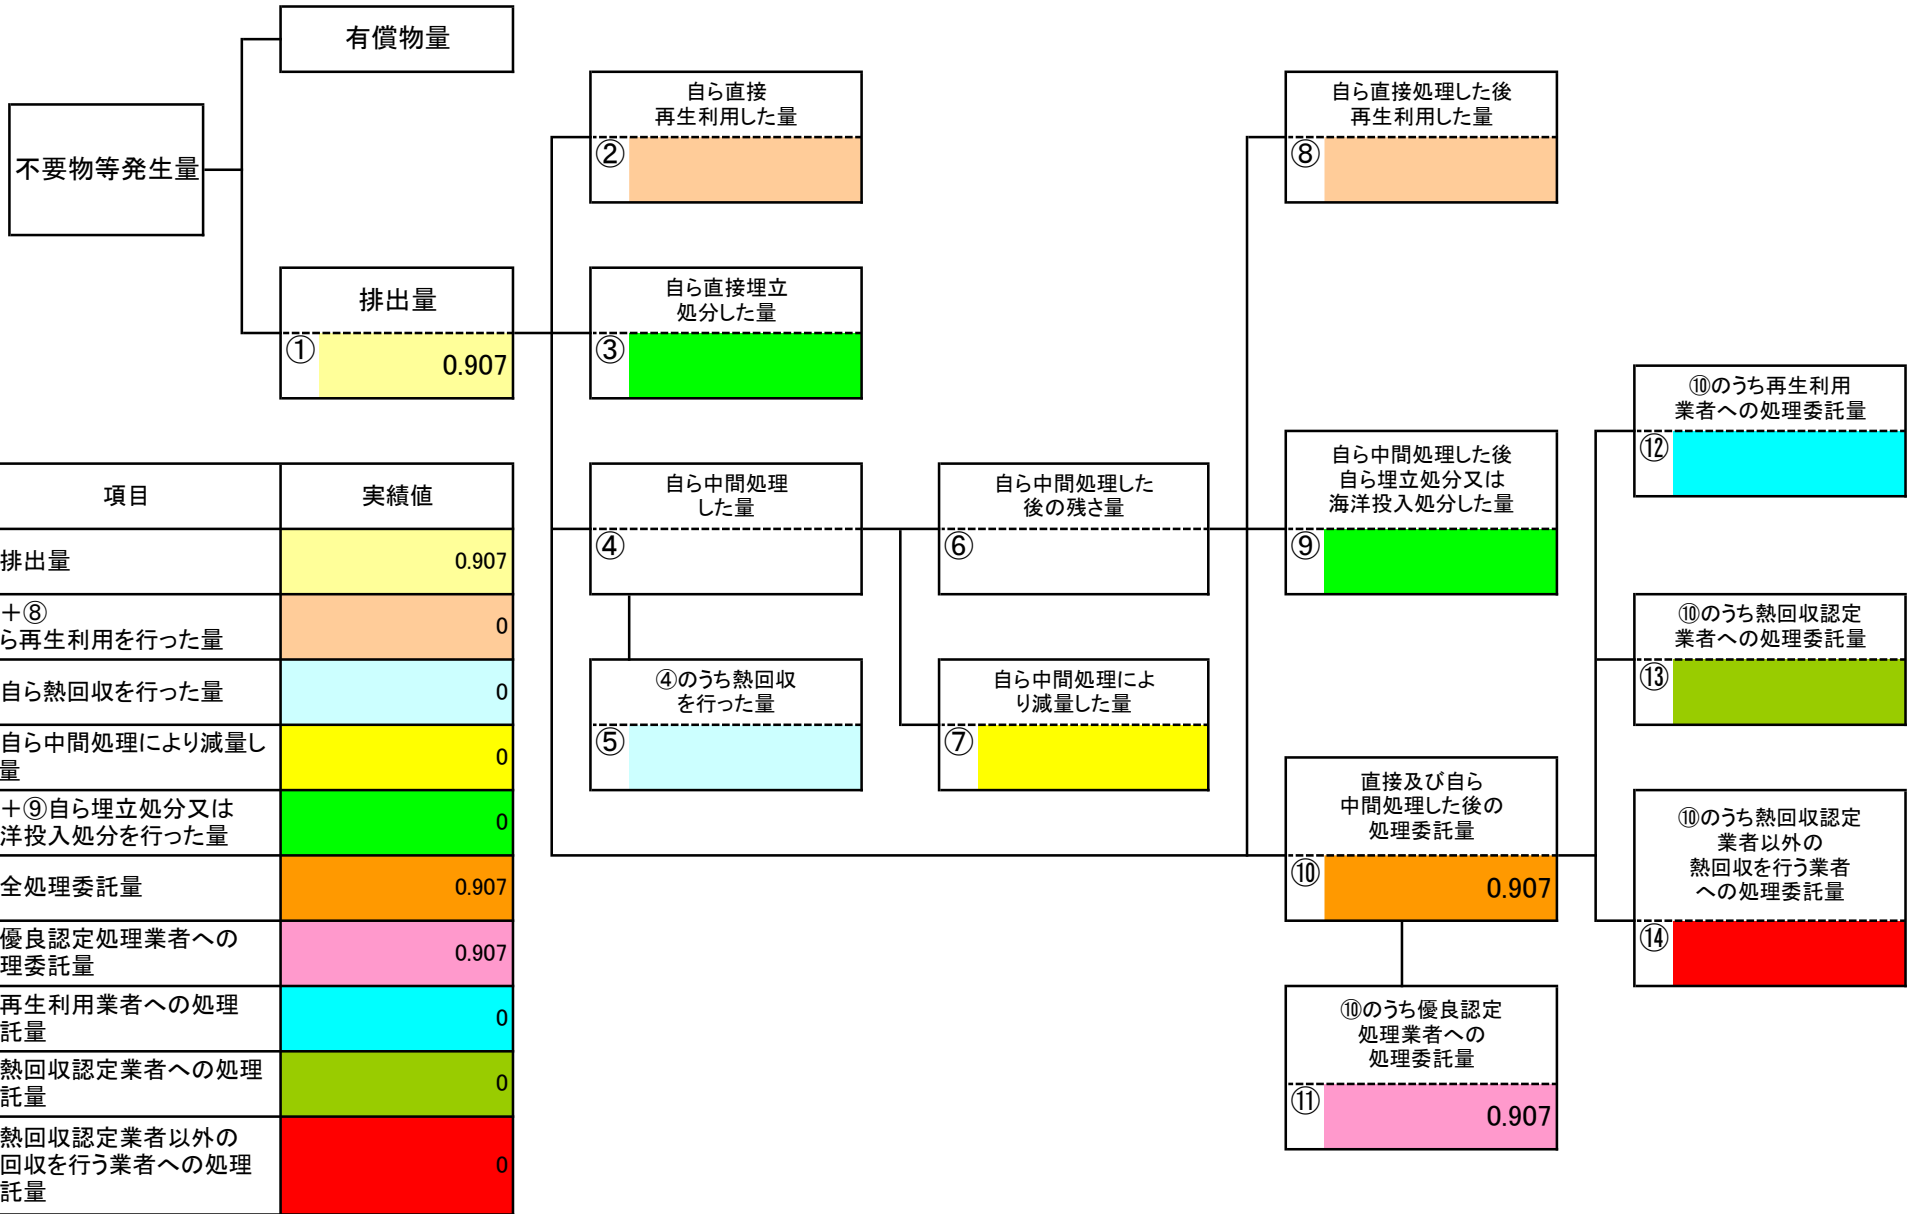 有償物量
不要物等発生量
排出量
①
0.907
自ら直接
再生利用した量
②
自ら直接埋立
処分した量
③
自ら中間処理
した量
④
④のうち熱回収
を行った量
⑤
自ら中間処理した
後の残さ量
⑥
自ら中間処理によ
り減量した量
⑦
自ら直接処理した後
再生利用した量
⑧
自ら中間処理した後
自ら埋立処分又は
海洋投入処分した量
⑨
直接及び自ら
中間処理した後の
処理委託量
⑩
0.907
⑩のうち優良認定
処理業者への
処理委託量
⑪
0.907
⑩のうち再生利用
業者への処理委託量
⑫
⑩のうち熱回収認定
業者への処理委託量
⑬
⑩のうち熱回収認定
業者以外の
熱回収を行う業者
への処理委託量
⑭
項目 実績値
排出量 0.907
+⑧
ら再生利用を行った量 0
自ら熱回収を行った量 0
自ら中間処理により減量し
量 0
+⑨自ら埋立処分又は
洋投入処分を行った量 0
全処理委託量 0.907
優良認定処理業者への
理委託量 0.907
再生利用業者への処理
託量 0
熱回収認定業者への処理
託量 0
熱回収認定業者以外の
回収を行う業者への処理
託量 0